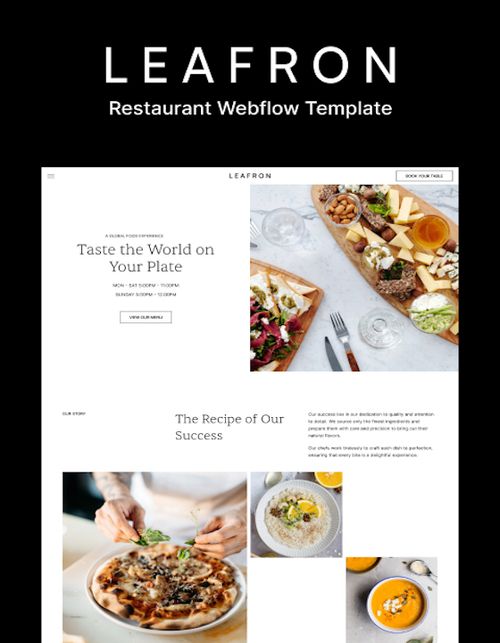 LEAFRON
Restaurant Webflow Template
LEAFRON
BOOK YOUR TABLE
A GLOBAL FOOD EXPERIENCE
Taste the World on
Your Plate
MON - SAT 5:00PM - 11:00PM
SUNDAY 5:00PM - 12:00PM
VIEW OUR MENU
OUR STORY
The Recipe of Our
Success
Our success lies in our dedication to quality and attention
to detail. We source only the finest ingredients and
prepare them with care and precision to bring out their
natural flavors.
Our chefs work tirelessly to craft each dish to perfection,
ensuring that every bite is a delightful experience.